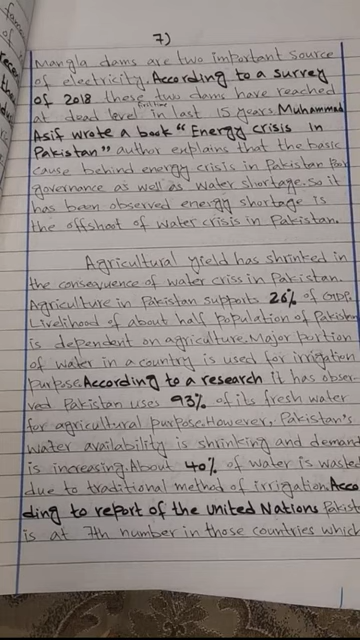 7)
Mangla dams are two important source
of electricity. According to a survey
of 2018 these two dams have reached
at dead level first time in last 15 years. Muhammad
Asif wrote a book "Energy crisis in
Pakistan" author explains that the basic
cause behind energy crisis in Pakistan poor
governance as well as water shortage. So it
has been observed energy shortage is
the offshoot of water crisis in Pakistan.
Agricultural yield has shrinked in
the consequence of water criss in Pakistan.
Agriculture in Pakistan supports 26% of GDP.
Livelihood of about half population of Pakistan
is dependent on agriculture. Major portion
of water in a country is used for irrigation
purpose. According to a research it has obser
ved Pakistan uses 93% of its fresh water
for agricultural purpose. However, Pakistan's
water availability is shrinking and demand
is increasing. About 40% of water is waste
due to traditional method of irrigation. Acco
ding to report of the united Nations Pakist
is at 7th number in those countries which